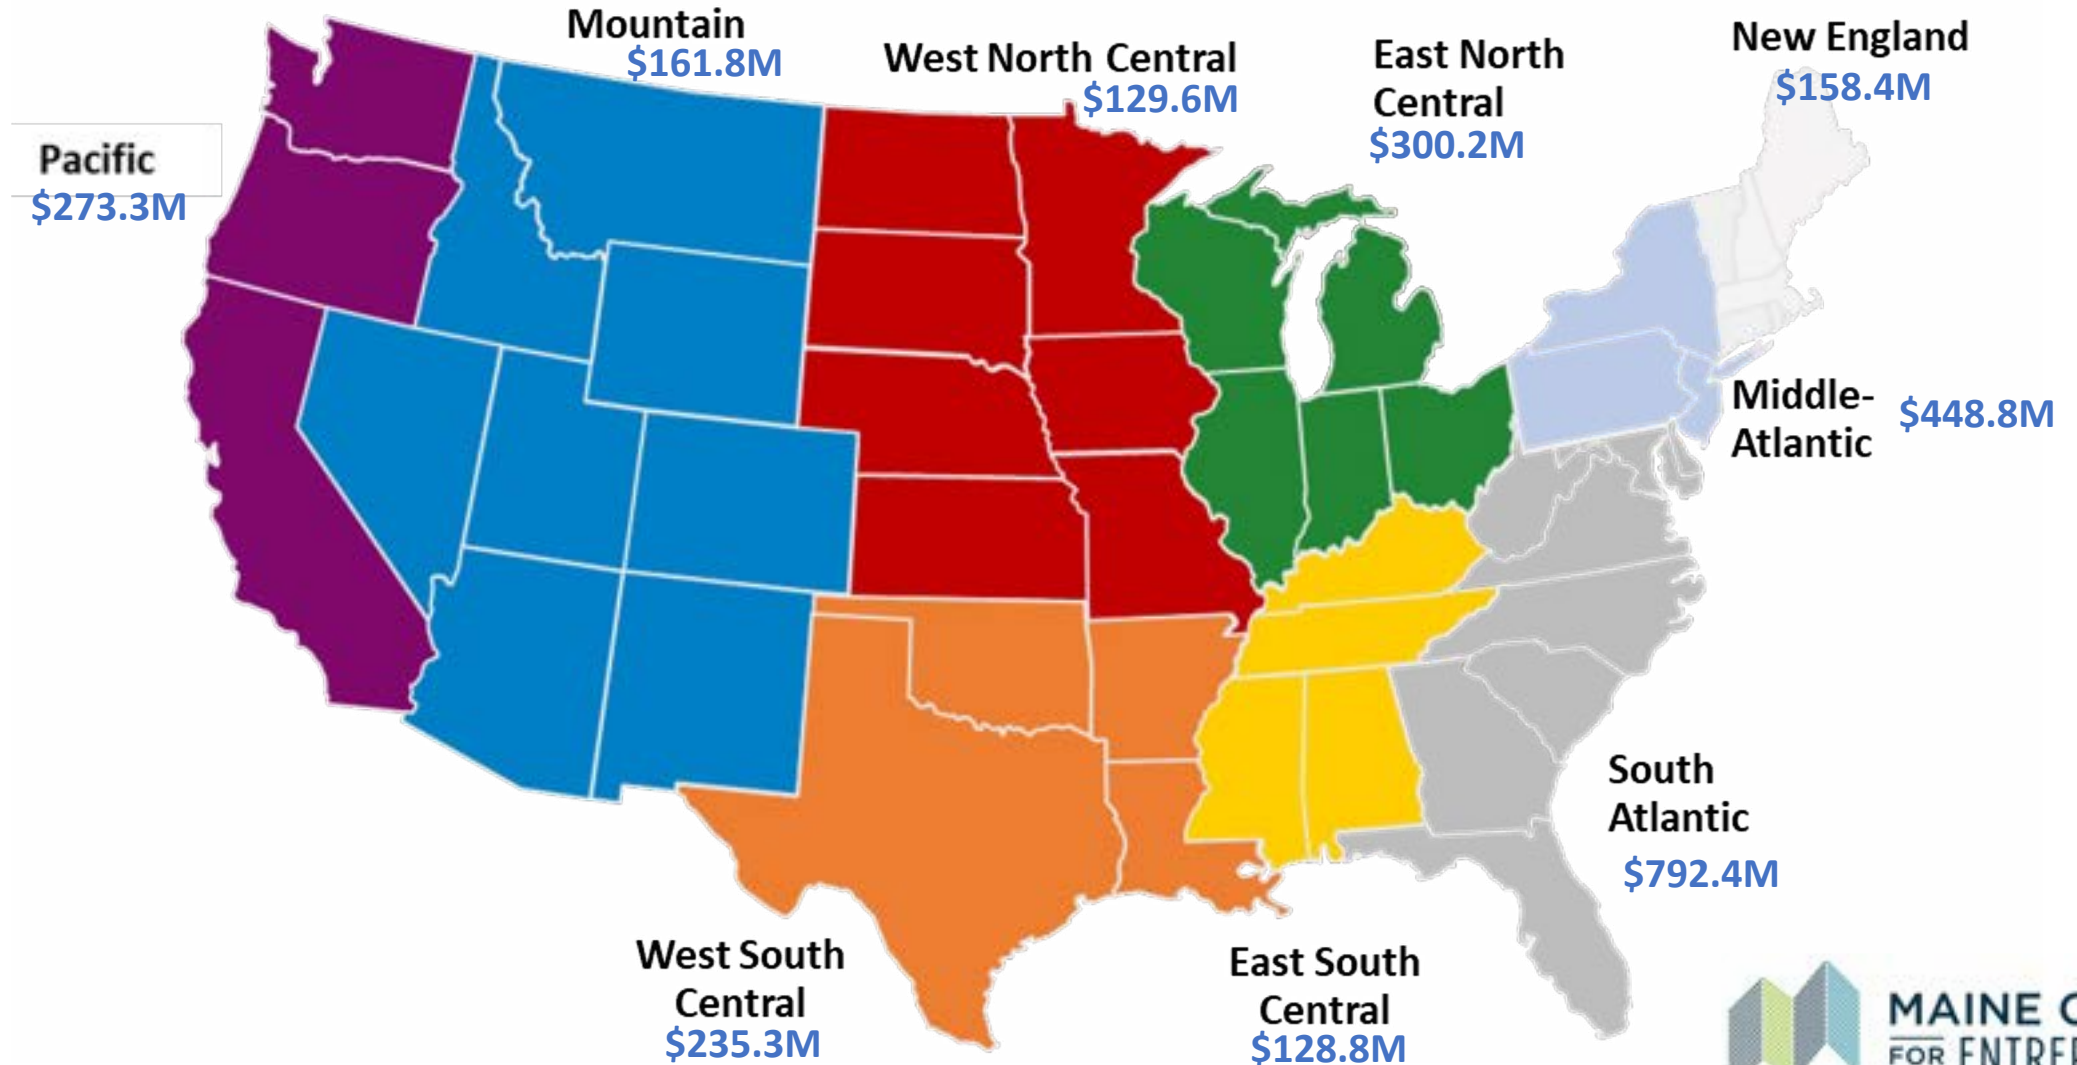 Mountain
$161.8M
West North Central
$129.6M
East North
Central
$300.2M
New England
$158.4M
Pacific
$273.3M
Middle-
Atlantic
$448.8M
South
Atlantic
$792.4M
West South
Central
$235.3M
East South
Central
$128.8M
MAINE
FOR